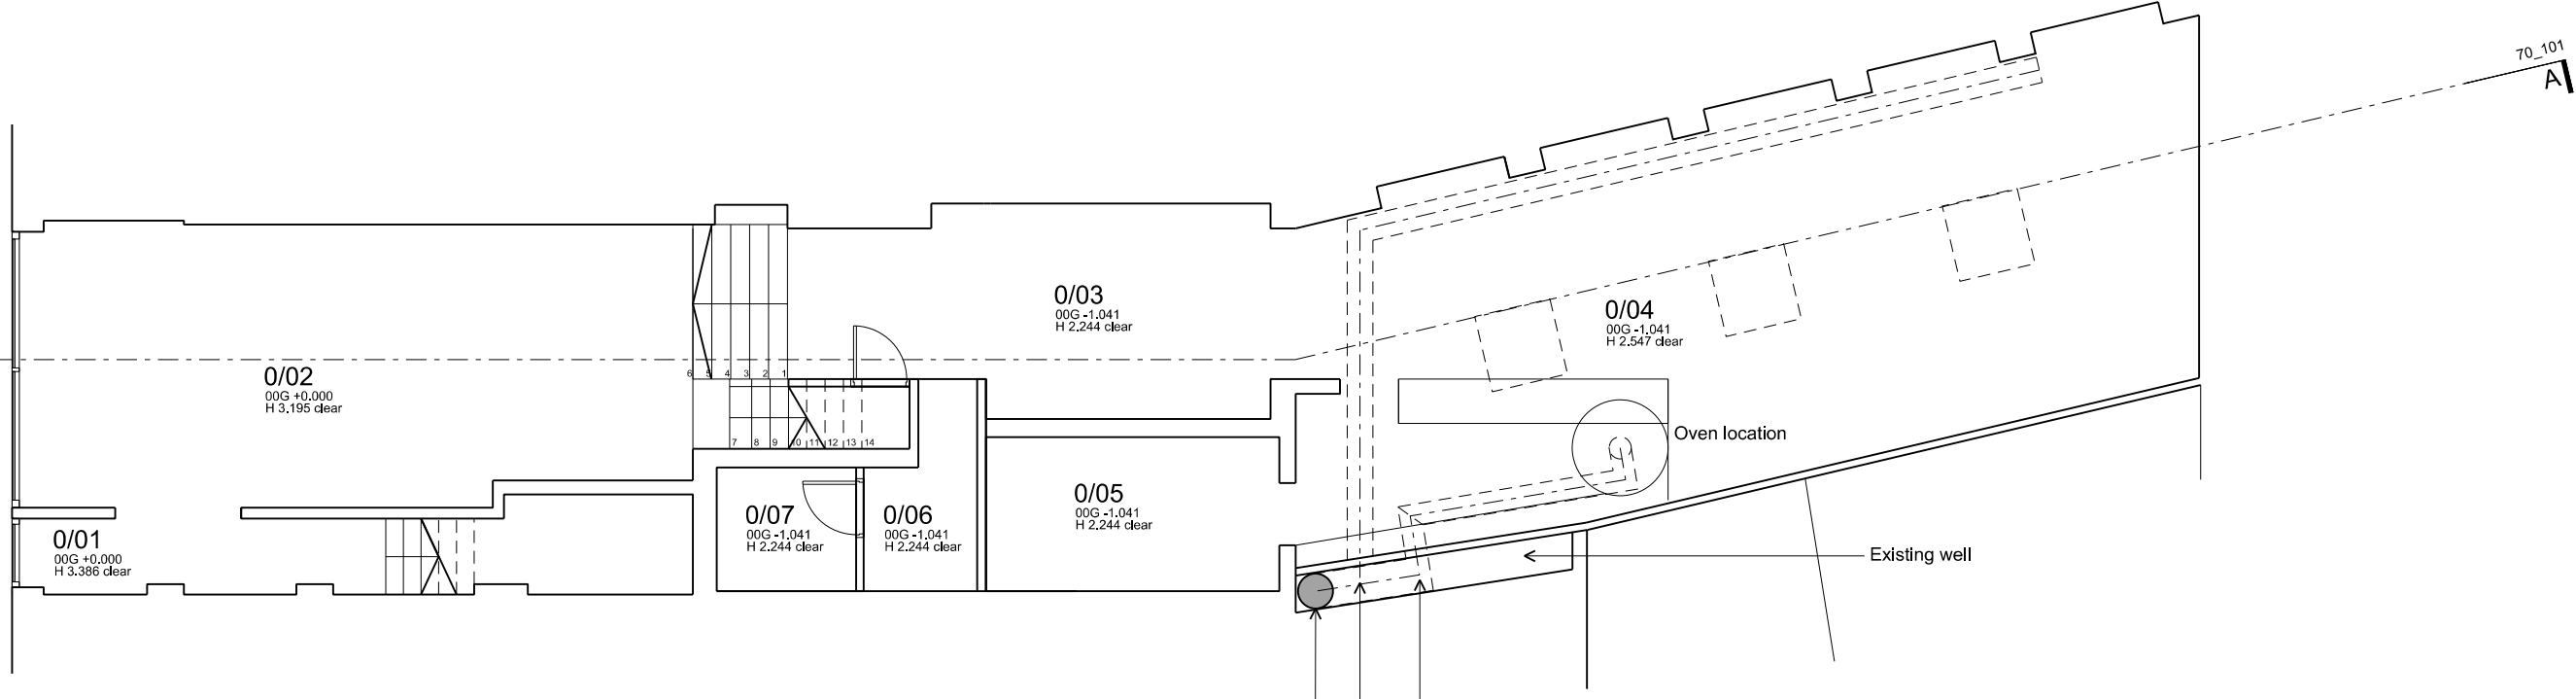 70_101
A
0/03
00G -1.041
H 2.244 clear
0/04
00G -1.041
H 2.547 clear
0/02
00G +0.000
H 3.195 clear
6 5 4 3 2 1
7 8 9 10 11 12 13 14
Oven location
0/05
00G -1.041
H 2.244 clear
0/07
00G -1.041
H 2.244 clear
0/06
00G -1.041
H 2.244 clear
0/01
00G +0.000
H 3.386 clear
Existing well